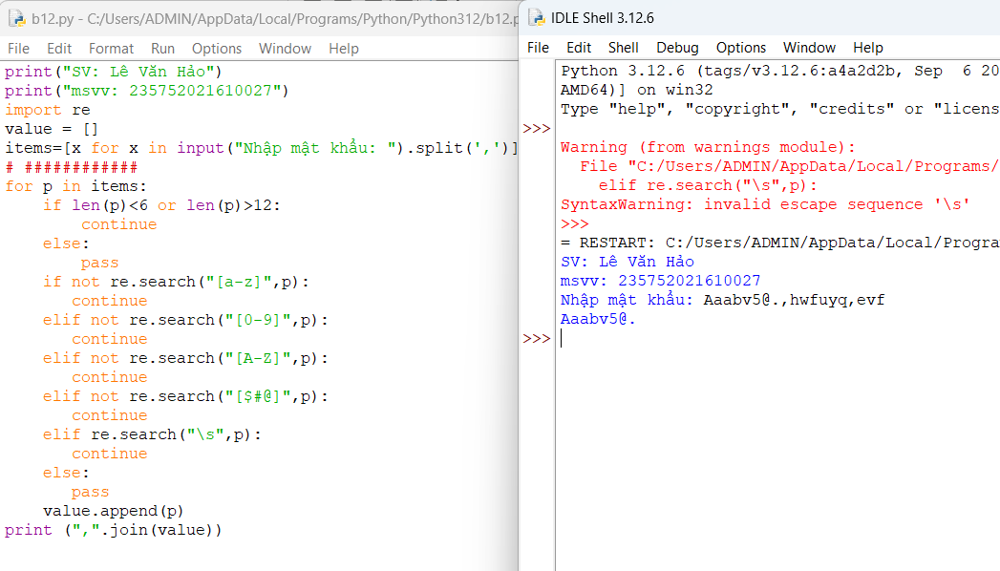 b12.py - C:/Users/ADMIN/AppData/Local/Programs/Python/Python312/b12.p
File Edit Format Run Options Window Help
print("SV: Lê Văn Hảo")
print("msvv: 235752021610027")
import re
value = []
items=[x for x in input("Nhập mật khẩu: ").split(',')]
# ############
for p in items:
    if len(p)<6 or len(p)>12:
        continue
    else:
        pass
    if not re.search("[a-z]",p):
       continue
    elif not re.search("[0-9]",p):
       continue
    elif not re.search("[A-Z]",p):
       continue
    elif not re.search("[$#@]",p):
       continue
    elif re.search("\s",p):
       continue
    else:
       pass
    value.append(p)
print (",".join(value))
IDLE Shell 3.12.6
File Edit Shell Debug Options Window Help
Python 3.12.6 (tags/v3.12.6:a4a2d2b, Sep  6 20
AMD64)] on win32
Type "help", "copyright", "credits" or "licens
>>>
Warning (from warnings module):
  File "C:/Users/ADMIN/AppData/Local/Programs/
    elif re.search("\s",p):
SyntaxWarning: invalid escape sequence '\s'
>>>
= RESTART: C:/Users/ADMIN/AppData/Local/Progra
SV: Lê Văn Hảo
msvv: 235752021610027
Nhập mật khẩu: Aaabv5@.,hwfuyq,evf
Aaabv5@.
>>>